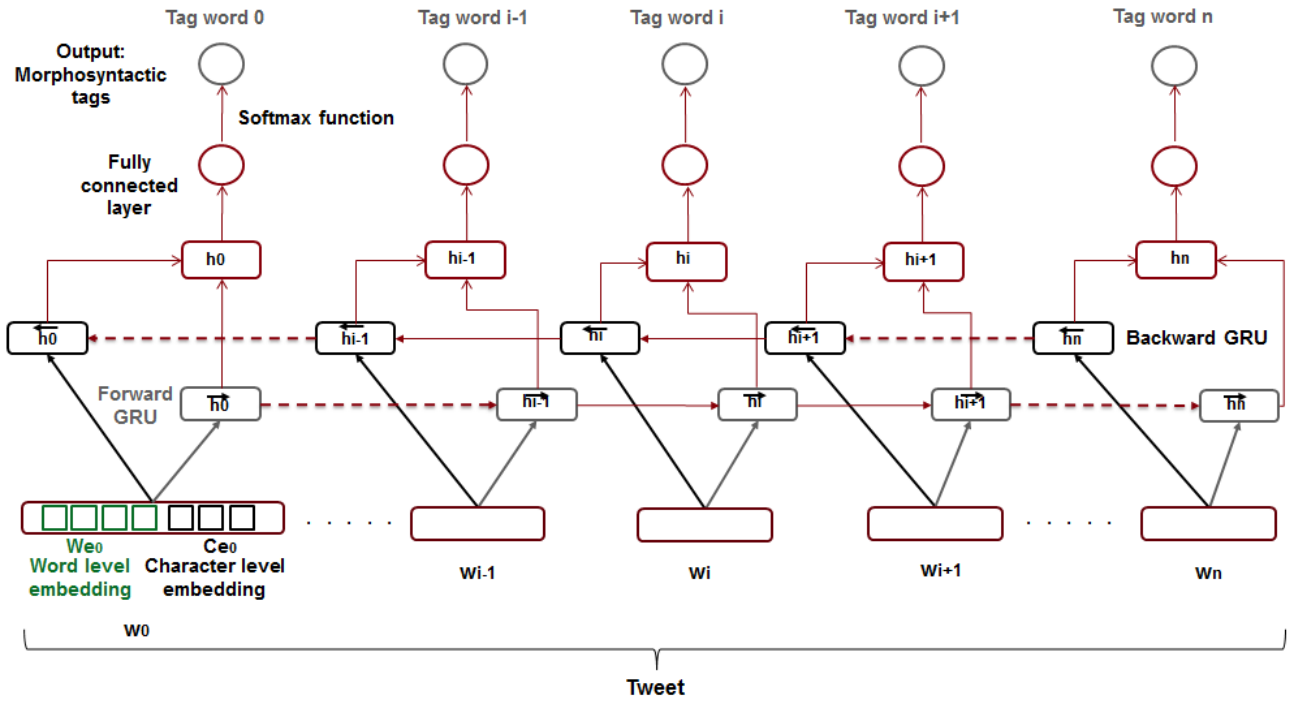 Tag word 0 Tag word i-1 Tag word i Tag word i+1 Tag word n
Output:
Morphosyntactic
tags
Softmax function
Fully
connected
layer
h0 hi-1 hi hi+1 hn
h0 hi-1 hi hi+1 hn Backward GRU
Forward
GRU
h0 hi-1 hi hi+1 hn
. . . . . . . . . .
We0 Ce0
Word level Character level
embedding embedding
Wi-1 Wi Wi+1 Wn
W0
Tweet